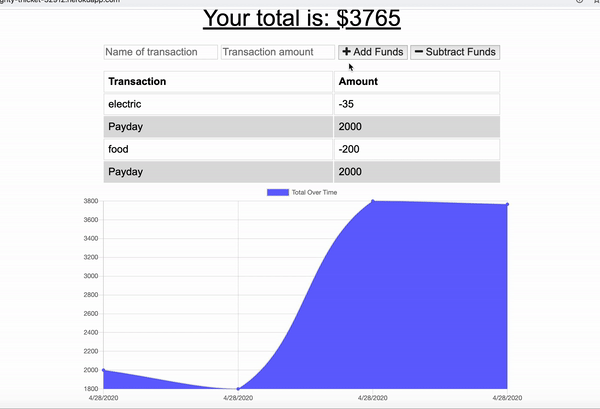 Your total is: $3765
Name of transaction Transaction amount + Add Funds − Subtract Funds
Transaction Amount
electric -35
Payday 2000
food -200
Payday 2000
Total Over Time
3800
3600
3400
3200
3000
2800
2600
2400
2200
2000
1800
4/28/2020 4/28/2020 4/28/2020 4/28/2020